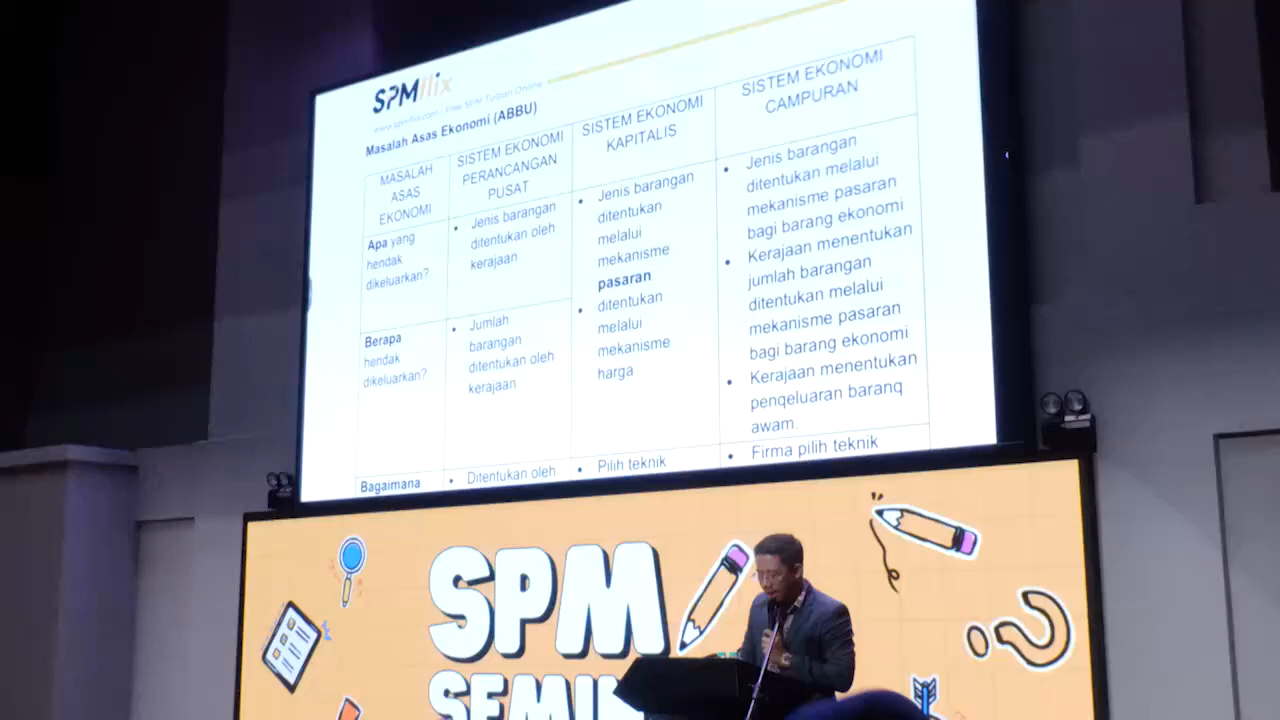 SPMflix
www.spmflix.com | Free SPM Tuition Online
Masalah Asas Ekonomi (ABBU)
MASALAH
ASAS
EKONOMI
SISTEM EKONOMI
PERANCANGAN
PUSAT
SISTEM EKONOMI
KAPITALIS
SISTEM EKONOMI
CAMPURAN
Apa yang
hendak
dikeluarkan?
• Jenis barangan
ditentukan oleh
kerajaan
• Jenis barangan
ditentukan
melalui
mekanisme
pasaran
• ditentukan
melalui
mekanisme
harga
• Jenis barangan
ditentukan melalui
mekanisme pasaran
bagi barang ekonomi
• Kerajaan menentukan
jumlah barangan
ditentukan melalui
mekanisme pasaran
bagi barang ekonomi
• Kerajaan menentukan
pengeluaran barang
awam
Berapa
hendak
dikeluarkan?
• Jumlah
barangan
ditentukan oleh
kerajaan
Bagaimana
• Ditentukan oleh
• Pilih teknik
• Firma pilih teknik
SPM